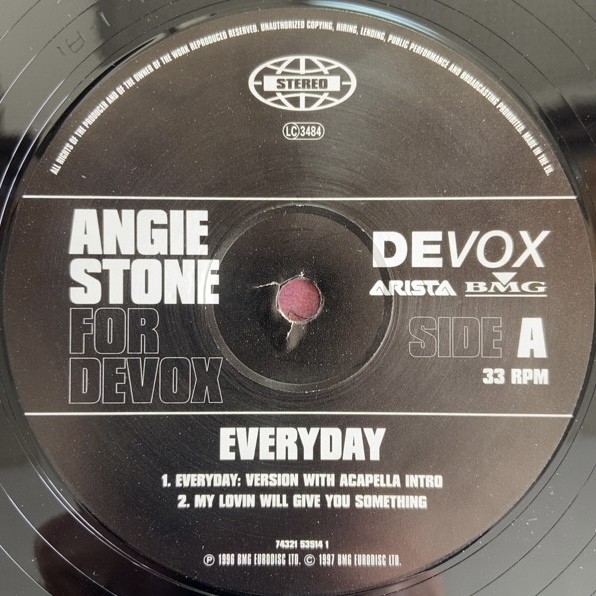 ALL RIGHTS OF THE PRODUCER AND OF THE OWNER OF THE WORK REPRODUCED RESERVED. UNAUTHORIZED COPYING, HIRING, LENDING, PUBLIC PERFORMANCE AND BROADCASTING PROHIBITED. MADE IN THE EU.
STEREO
LC 3484
ANGIE
STONE
FOR
DEVOX
DEVOX
ARISTA BMG
SIDE A
33 RPM
EVERYDAY
1. EVERYDAY: VERSION WITH ACAPELLA INTRO
2. MY LOVIN WILL GIVE YOU SOMETHING
74321 53514 1
Ⓟ 1996 BMG EURODISC LTD. © 1997 BMG EURODISC LTD.